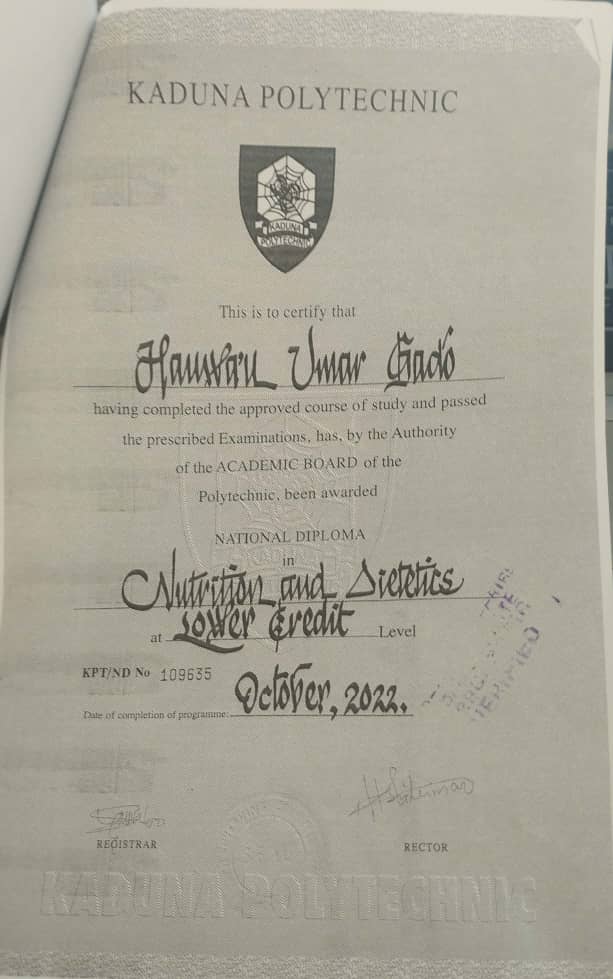 KADUNA POLYTECHNIC
KADUNA
POLYTECHNIC
This is to certify that
Hauwa'u Umar Gado
having completed the approved course of study and passed
the prescribed Examinations, has, by the Authority
of the ACADEMIC BOARD of the
Polytechnic, been awarded
NATIONAL DIPLOMA
in
Nutrition and Dietetics
at Lower Credit Level
KPT/ND No 109635
Date of completion of programme: October, 2022.
VERIFIED
REGISTRAR
RECTOR
KADUNA POLYTECHNIC